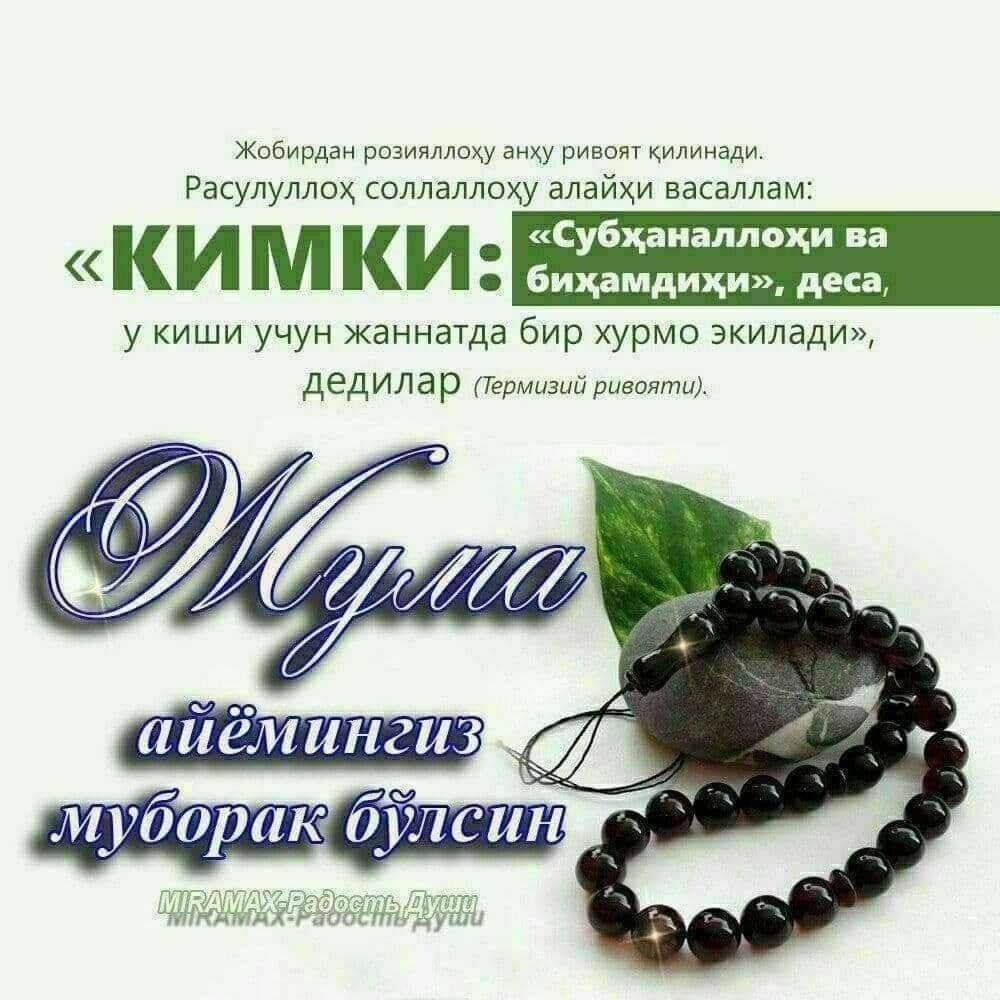 Жобирдан розияллоҳу анҳу ривоят қилинади.
Расулуллоҳ соллаллоҳу алайҳи васаллам:
«КИМКИ: «Субҳаналлоҳи ва
биҳамдиҳи», деса,
у киши учун жаннатда бир хурмо экилади»,
дедилар (Термизий ривояти).
Жума
айёмингиз
муборак бўлсин
MIRAMAX-Радость Души